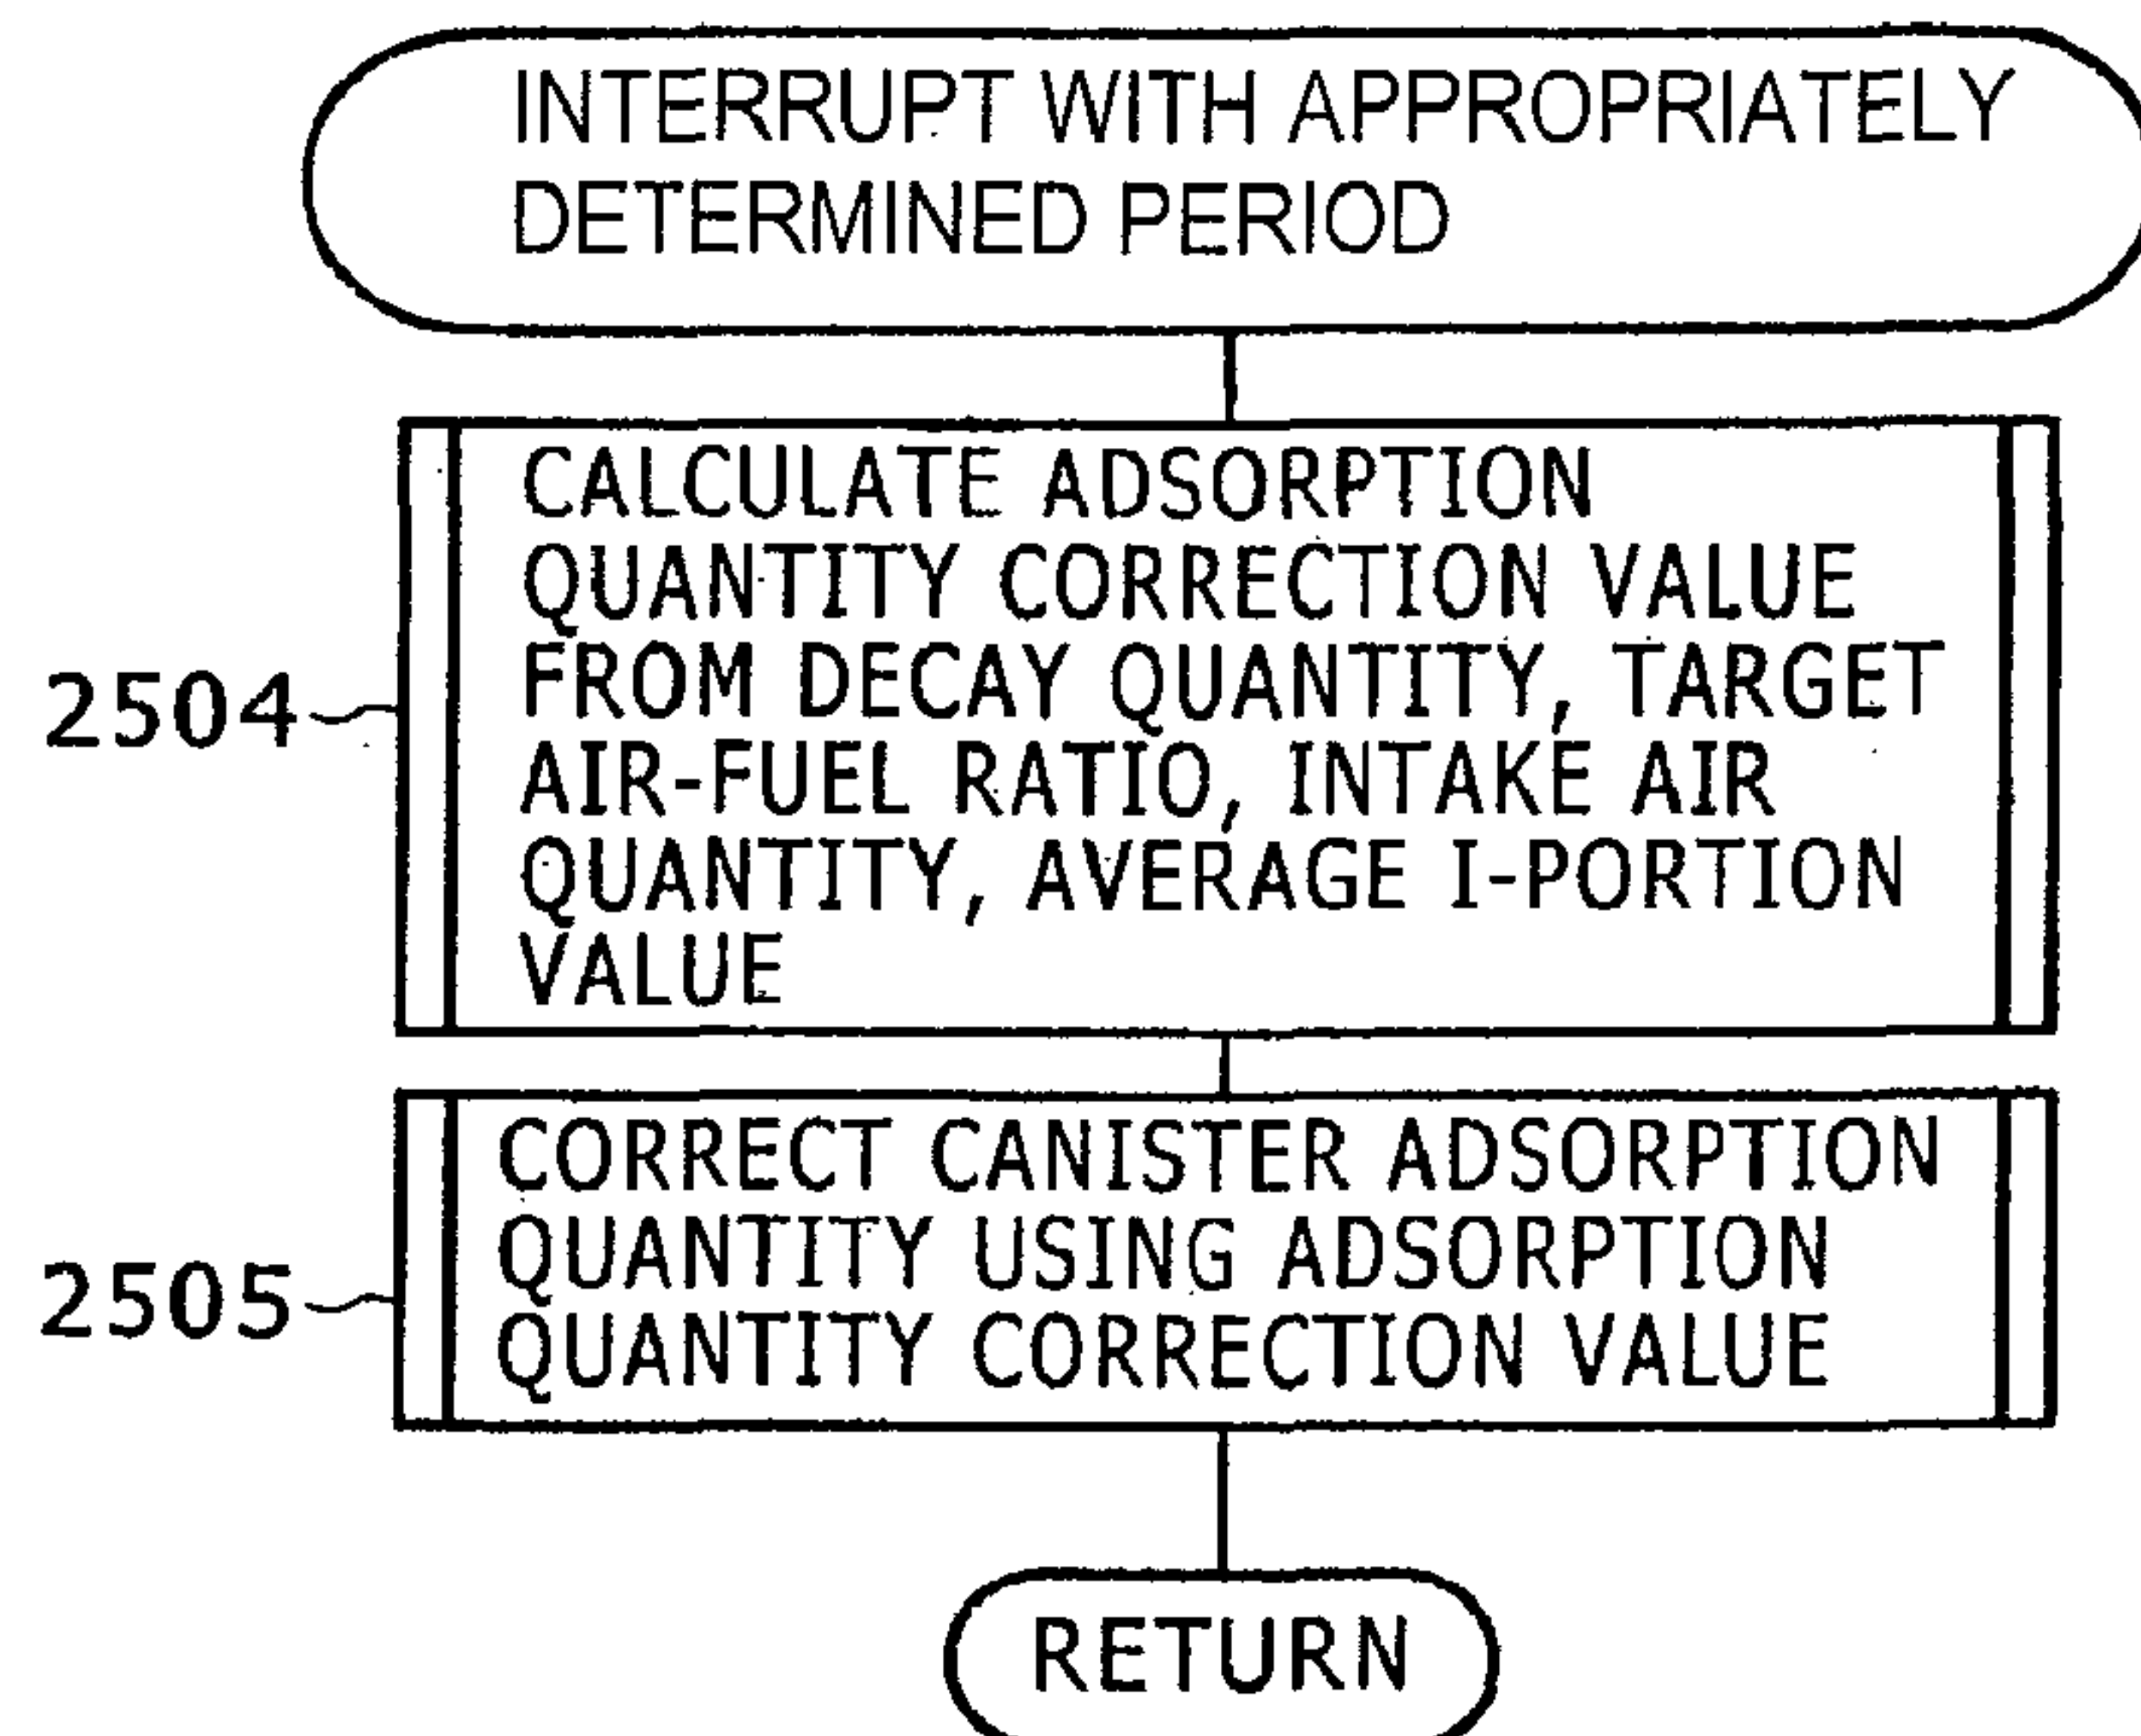 INTERRUPT WITH APPROPRIATELY
DETERMINED PERIOD
CALCULATE ADSORPTION
QUANTITY CORRECTION VALUE
FROM DECAY QUANTITY, TARGET
AIR-FUEL RATIO, INTAKE AIR
QUANTITY, AVERAGE I-PORTION
VALUE
2504
CORRECT CANISTER ADSORPTION
QUANTITY USING ADSORPTION
QUANTITY CORRECTION VALUE
2505
RETURN